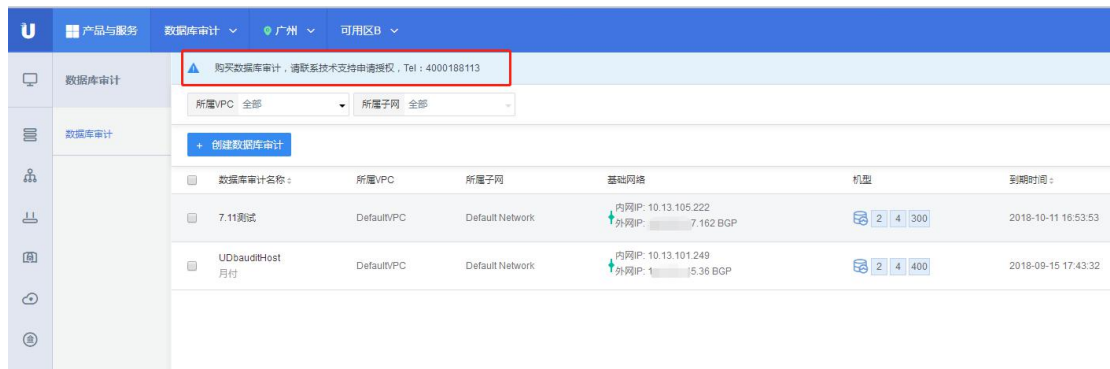 产品与服务 数据库审计 广州 可用区B
数据库审计
购买数据库审计，请联系技术支持申请授权，Tel：4000188113
所属VPC 全部 所属子网 全部
数据库审计
+ 创建数据库审计
数据库审计名称 所属VPC 所属子网 基础网络 机型 到期时间
7.11测试 DefaultVPC Default Network 内网IP: 10.13.105.222 2 4 300 2018-10-11 16:53:53
外网IP: 7.162 BGP
UDbauditHost DefaultVPC Default Network 内网IP: 10.13.101.249 2 4 400 2018-09-15 17:43:32
月付 外网IP: 1 5.36 BGP